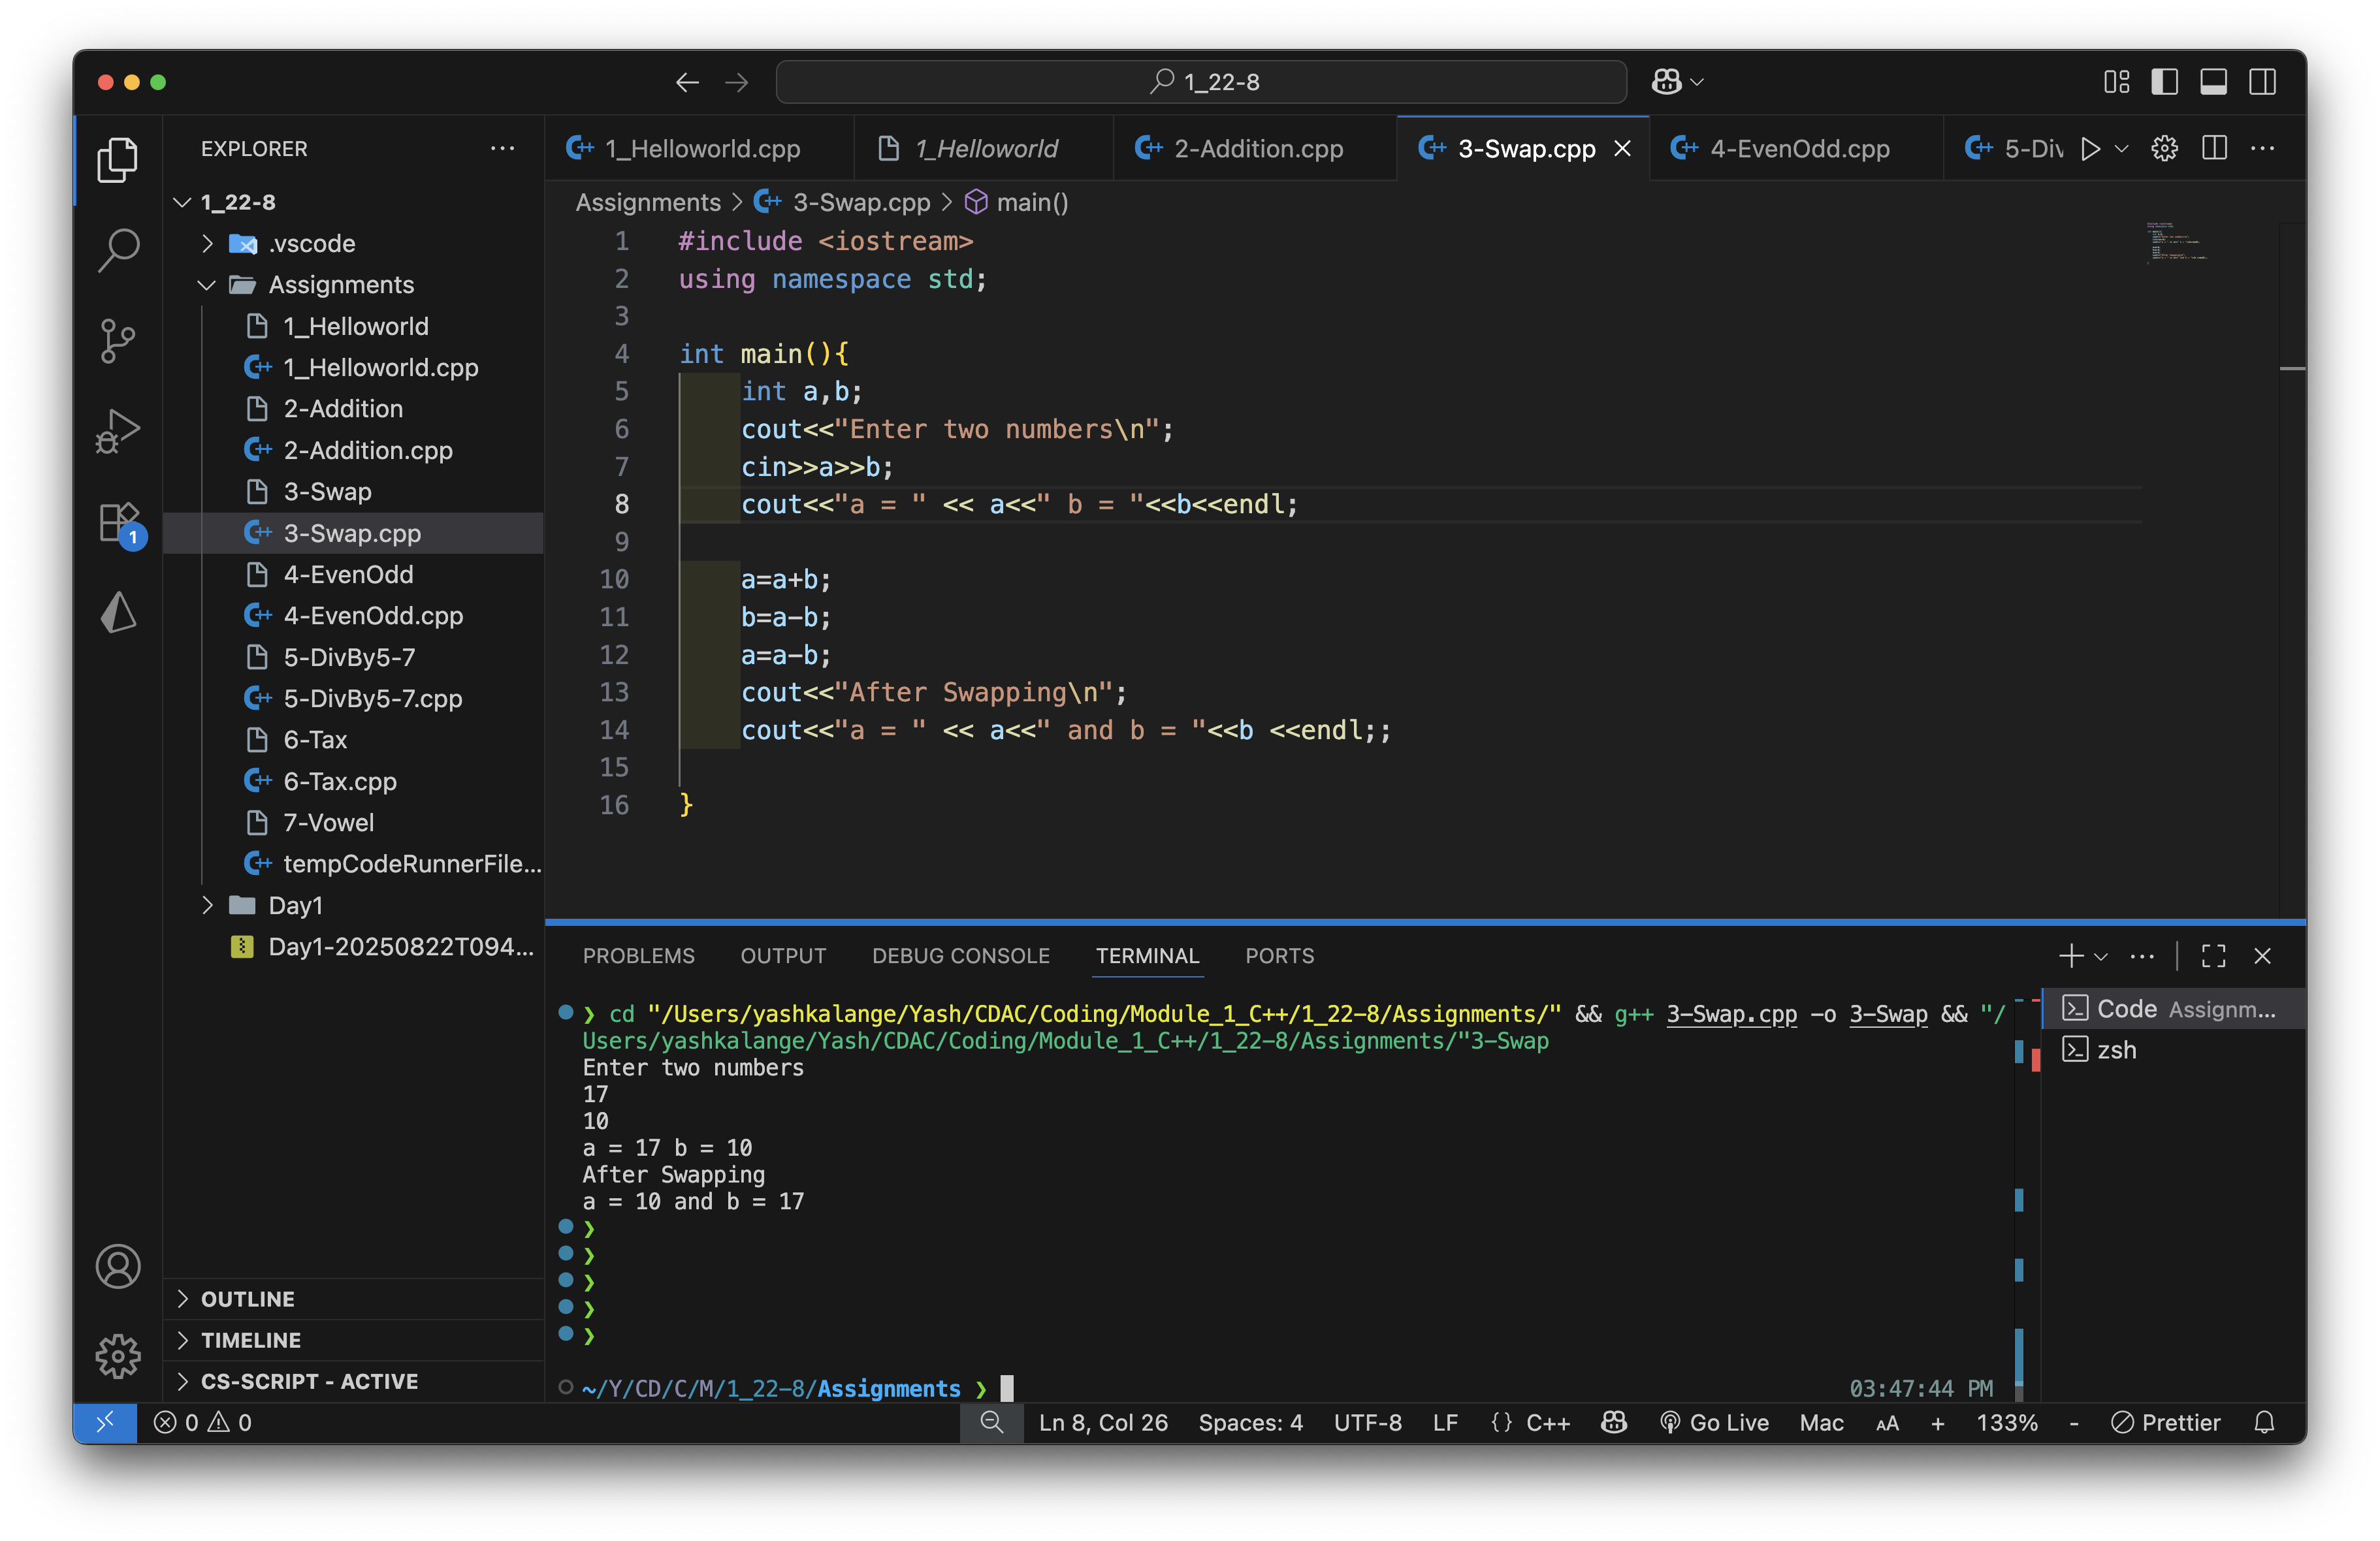 1_22-8
EXPLORER
1_Helloworld.cpp
1_Helloworld
2-Addition.cpp
3-Swap.cpp
4-EvenOdd.cpp
5-Div
1_22-8
.vscode
Assignments
1_Helloworld
1_Helloworld.cpp
2-Addition
2-Addition.cpp
3-Swap
3-Swap.cpp
4-EvenOdd
4-EvenOdd.cpp
5-DivBy5-7
5-DivBy5-7.cpp
6-Tax
6-Tax.cpp
7-Vowel
tempCodeRunnerFile...
Day1
Day1-20250822T094...
OUTLINE
TIMELINE
CS-SCRIPT - ACTIVE
1
Assignments > 3-Swap.cpp > main()
1 #include <iostream>
2 using namespace std;
3
4 int main(){
5 int a,b;
6 cout<<"Enter two numbers\n";
7 cin>>a>>b;
8 cout<<"a = " << a<<" b = "<<b<<endl;
9
10 a=a+b;
11 b=a-b;
12 a=a-b;
13 cout<<"After Swapping\n";
14 cout<<"a = " << a<<" and b = "<<b <<endl;;
15
16 }
PROBLEMS OUTPUT DEBUG CONSOLE TERMINAL PORTS
❯ cd "/Users/yashkalange/Yash/CDAC/Coding/Module_1_C++/1_22-8/Assignments/" && g++ 3-Swap.cpp -o 3-Swap && "/
Users/yashkalange/Yash/CDAC/Coding/Module_1_C++/1_22-8/Assignments/"3-Swap
Enter two numbers
17
10
a = 17 b = 10
After Swapping
a = 10 and b = 17
❯
❯
❯
❯
❯
~/Y/CD/C/M/1_22-8/Assignments ❯ 03:47:44 PM
Code Assignm...
zsh
0 0 Ln 8, Col 26 Spaces: 4 UTF-8 LF {} C++ Go Live Mac AA + 133% - Prettier